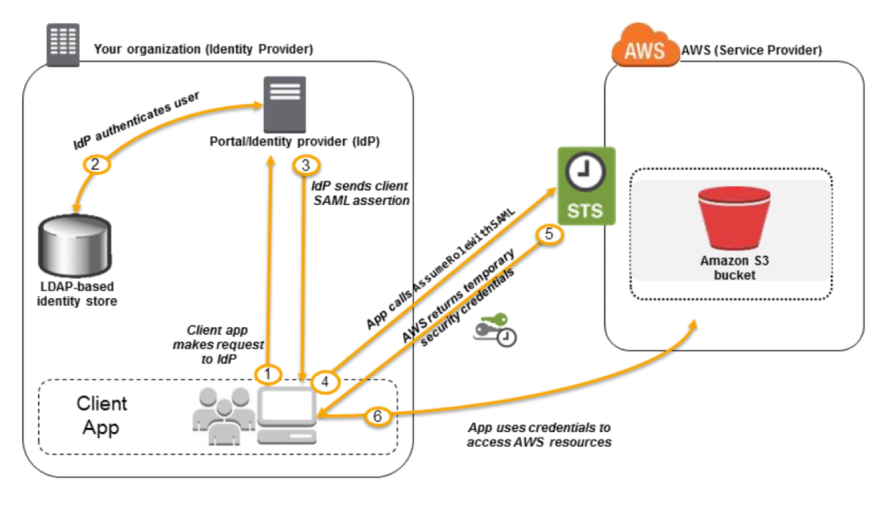 Your organization (Identity Provider)
AWS
AWS (Service Provider)
IdP authenticates user
2
Portal/Identity provider (IdP)
3
IdP sends client
SAML assertion
LDAP-based
identity store
STS
5
Amazon S3
bucket
App calls AssumeRoleWithSAML
AWS returns temporary
security credentials
Client app
makes request
to IdP
1
4
Client
App
6
App uses credentials to
access AWS resources